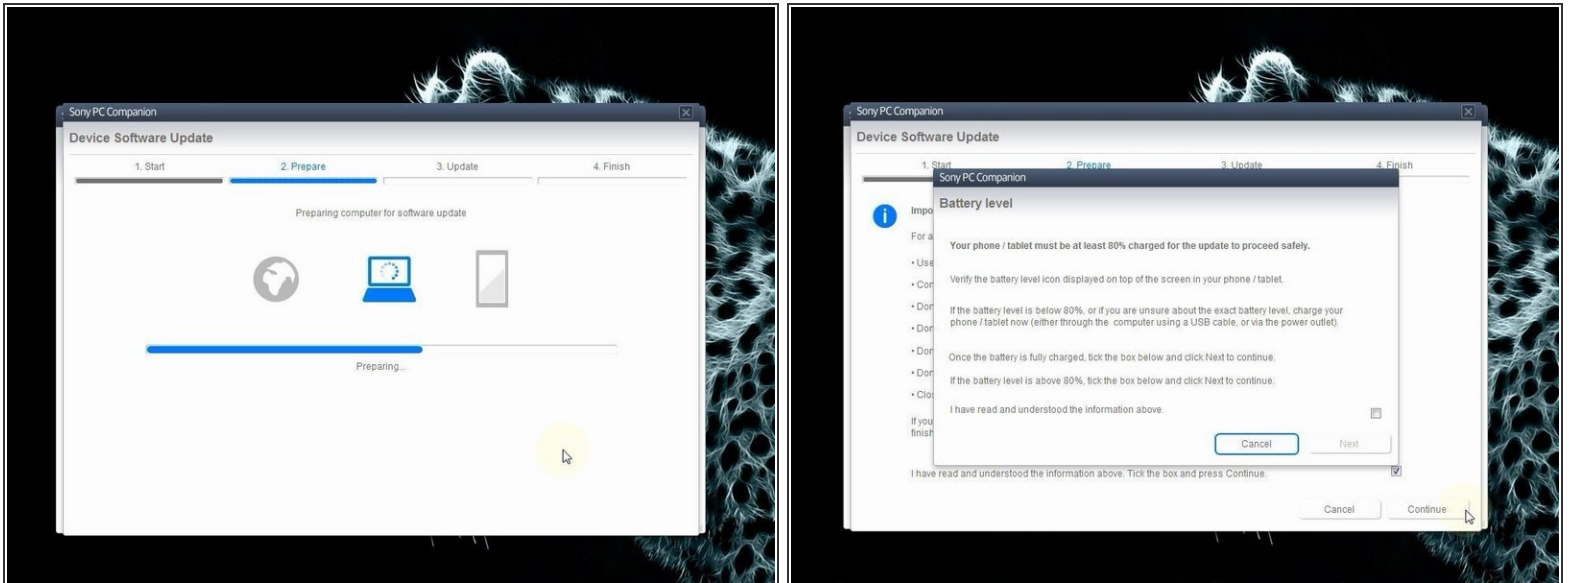 Sony PC Companion
Device Software Update
1. Start
2. Prepare
3. Update
4. Finish
Preparing computer for software update
Preparing...
Sony PC Companion
Device Software Update
1. Start
2. Prepare
3. Update
4. Finish
Sony PC Companion
Battery level
Your phone / tablet must be at least 80% charged for the update to proceed safely.
Verify the battery level icon displayed on top of the screen in your phone / tablet.
If the battery level is below 80%, or if you are unsure about the exact battery level, charge your
phone / tablet now (either through the computer using a USB cable, or via the power outlet).
Once the battery is fully charged, tick the box below and click Next to continue.
If the battery level is above 80%, tick the box below and click Next to continue.
I have read and understood the information above.
Cancel
Next
If you
I have read and understood the information above. Tick the box and press Continue.
Cancel
Continue